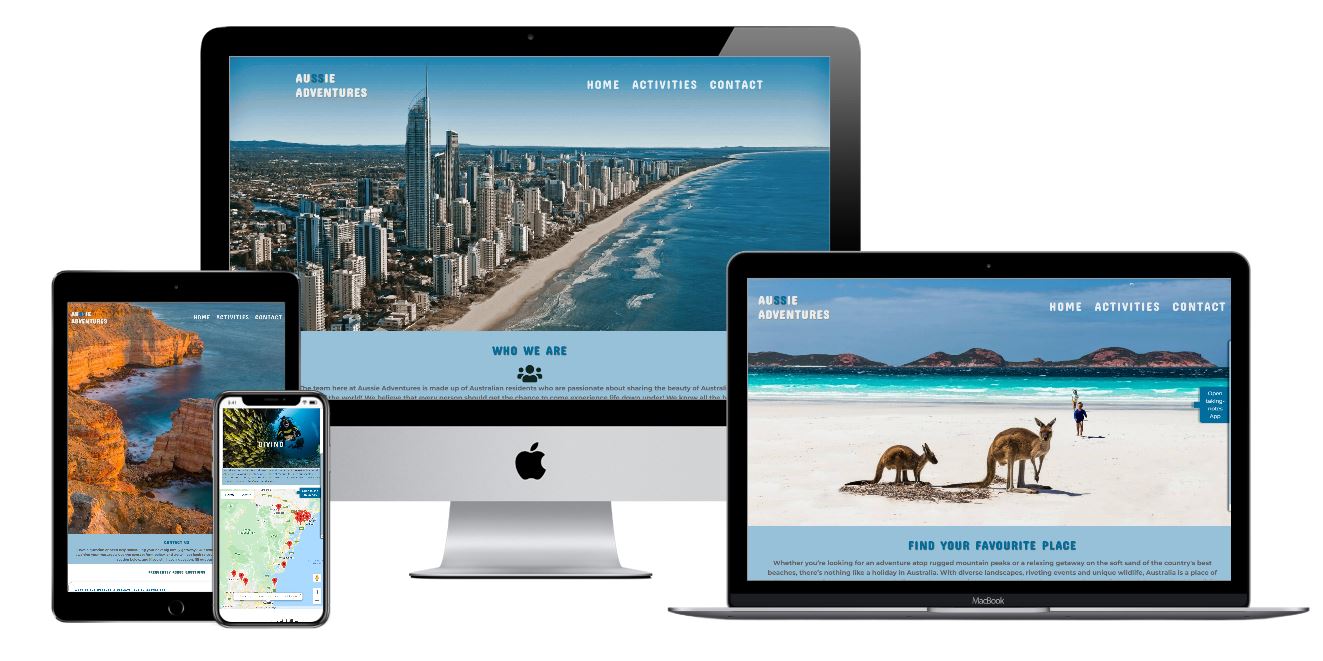 AUSSIE
ADVENTURES
HOME ACTIVITIES CONTACT
WHO WE ARE
The team here at Aussie Adventures is made up of Australian residents who are passionate about sharing the beauty of Australi
the world! We believe that every person should get the chance to come experience life down under! We know all the
AUSSIE
ADVENTURES
HOME ACTIVITIES CONTACT
CONTACT US
FREQUENTLY ASKED QUESTIONS
DIVING
AUSSIE
ADVENTURES
HOME ACTIVITIES CONTACT
Open
taking-
notes
App
FIND YOUR FAVOURITE PLACE
Whether you're looking for an adventure atop rugged mountain peaks or a relaxing getaway on the soft sand of the country's best
beaches, there's nothing like a holiday in Australia. With diverse landscapes, riveting events and unique wildlife, Australia is a place of
MacBook